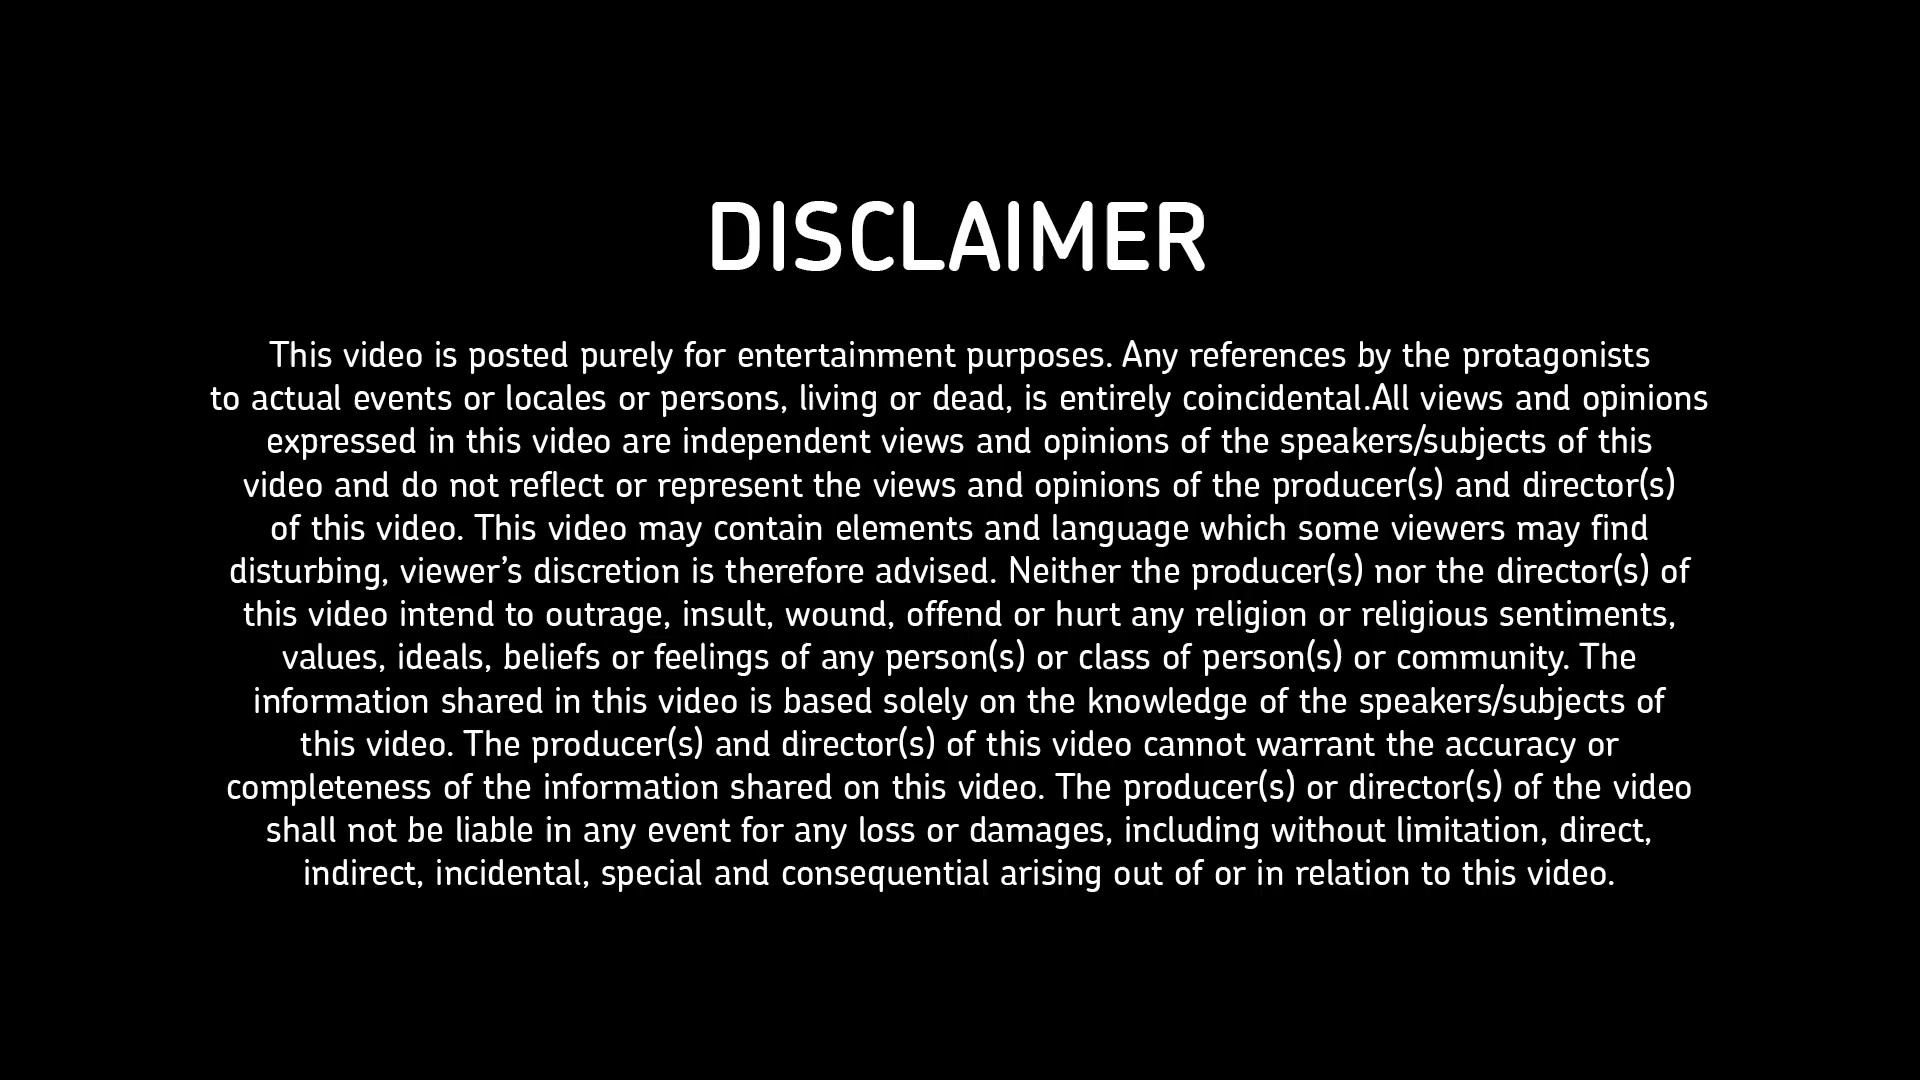 DISCLAIMER
This video is posted purely for entertainment purposes. Any references by the protagonists
to actual events or locales or persons, living or dead, is entirely coincidental.All views and opinions
expressed in this video are independent views and opinions of the speakers/subjects of this
video and do not reflect or represent the views and opinions of the producer(s) and director(s)
of this video. This video may contain elements and language which some viewers may find
disturbing, viewer’s discretion is therefore advised. Neither the producer(s) nor the director(s) of
this video intend to outrage, insult, wound, offend or hurt any religion or religious sentiments,
values, ideals, beliefs or feelings of any person(s) or class of person(s) or community. The
information shared in this video is based solely on the knowledge of the speakers/subjects of
this video. The producer(s) and director(s) of this video cannot warrant the accuracy or
completeness of the information shared on this video. The producer(s) or director(s) of the video
shall not be liable in any event for any loss or damages, including without limitation, direct,
indirect, incidental, special and consequential arising out of or in relation to this video.